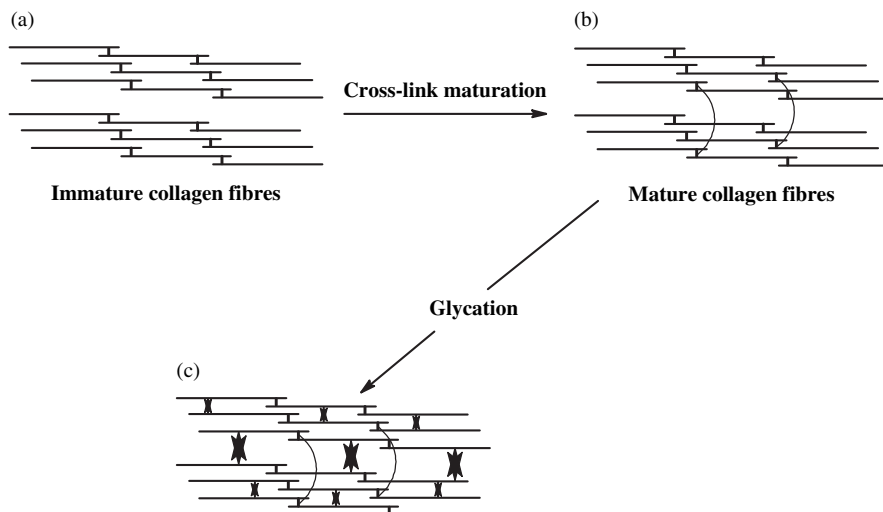 (a)
(b)
Cross-link maturation
Immature collagen fibres
Mature collagen fibres
Glycation
(c)